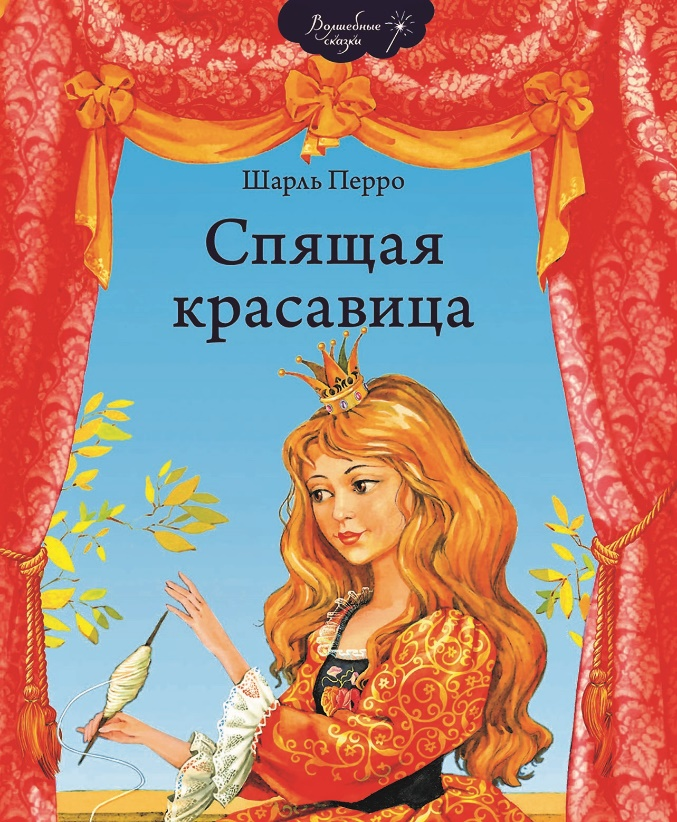 Волшебные
сказки
Шарль Перро
Спящая
красавица